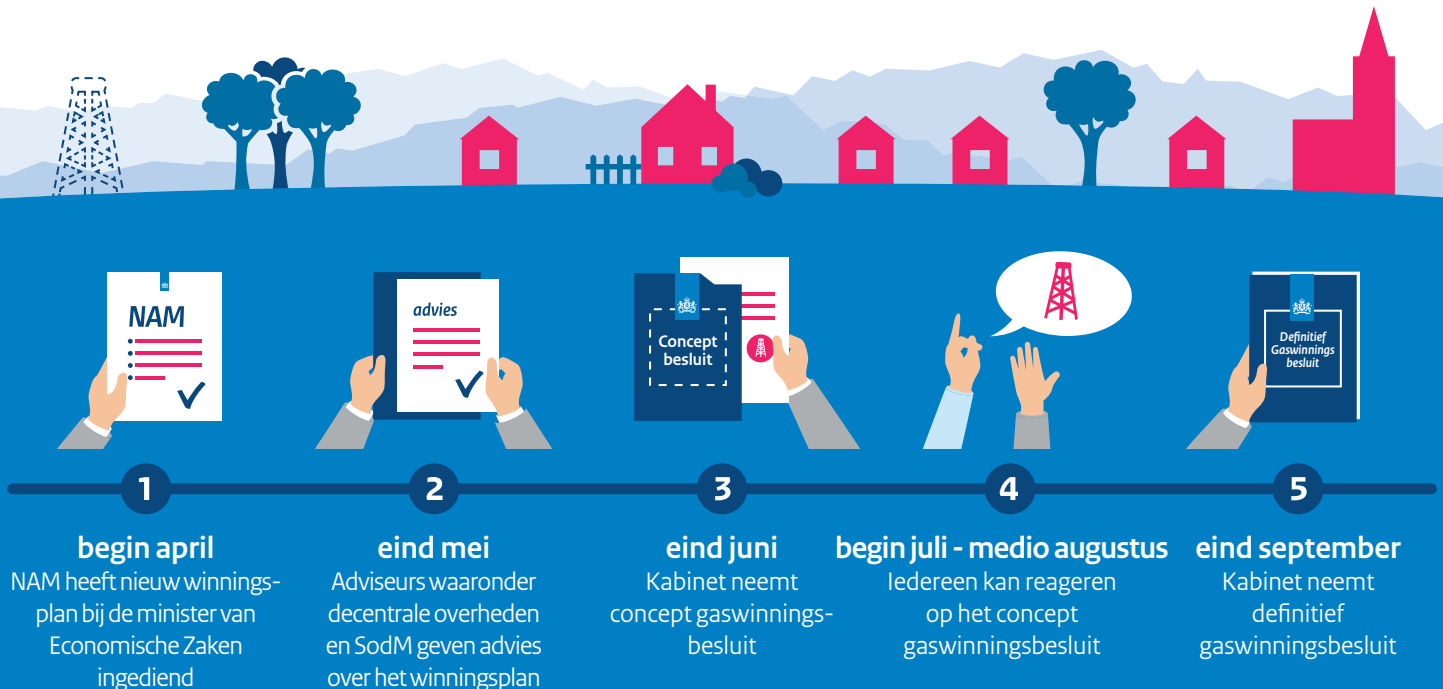 NAM
advies
Concept
besluit
Definitief
Gaswinnings
besluit
1
begin april
NAM heeft nieuw winnings-
plan bij de minister van
Economische Zaken
ingediend
2
eind mei
Adviseurs waaronder
decentrale overheden
en SodM geven advies
over het winningsplan
3
eind juni
Kabinet neemt
concept gaswinnings-
besluit
4
begin juli - medio augustus
Iedereen kan reageren
op het concept
gaswinningsbesluit
5
eind september
Kabinet neemt
definitief
gaswinningsbesluit